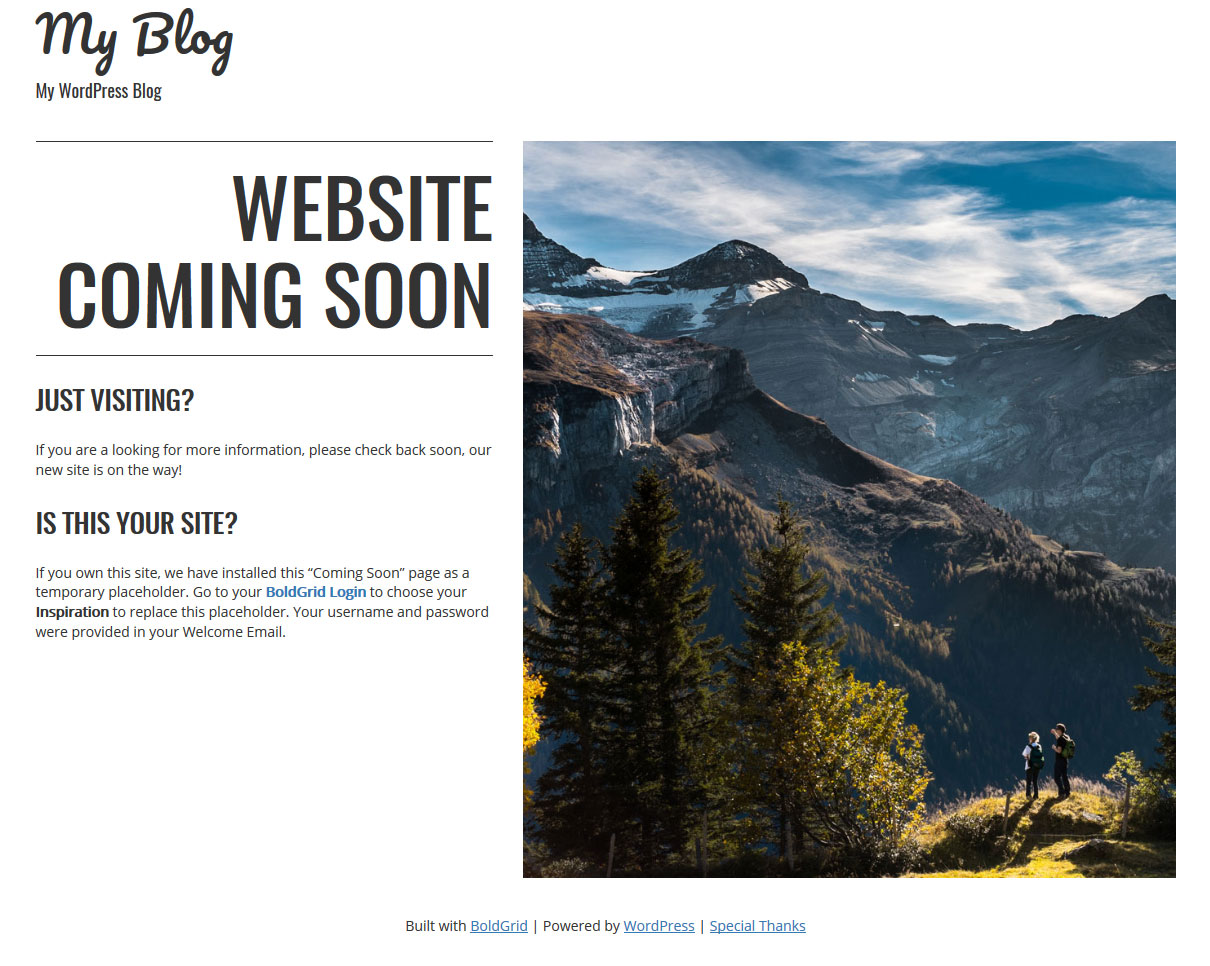 My Blog
My WordPress Blog
WEBSITE
COMING SOON
JUST VISITING?
If you are a looking for more information, please check back soon, our
new site is on the way!
IS THIS YOUR SITE?
If you own this site, we have installed this “Coming Soon” page as a
temporary placeholder. Go to your BoldGrid Login to choose your
Inspiration to replace this placeholder. Your username and password
were provided in your Welcome Email.
Built with BoldGrid | Powered by WordPress | Special Thanks